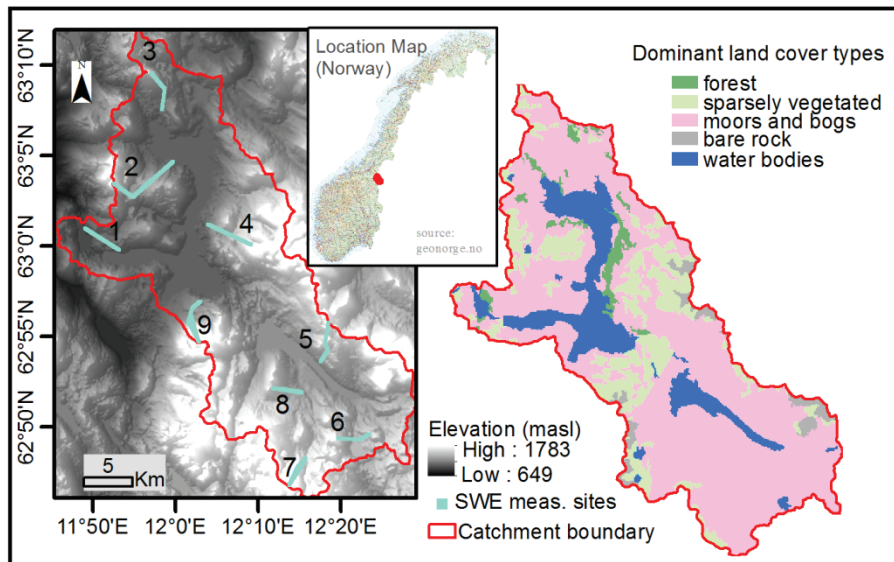 63°10'N
63°5'N
63°0'N
62°55'N
62°50'N
N
3
2
1
4
9
5
8
6
7
5
Km
11°50'E
12°0'E
12°10'E
12°20'E
Location Map
(Norway)
source:
geonorge.no
Elevation (masl)
High : 1783
Low : 649
SWE meas. sites
Catchment boundary
Dominant land cover types
forest
sparsely vegetated
moors and bogs
bare rock
water bodies